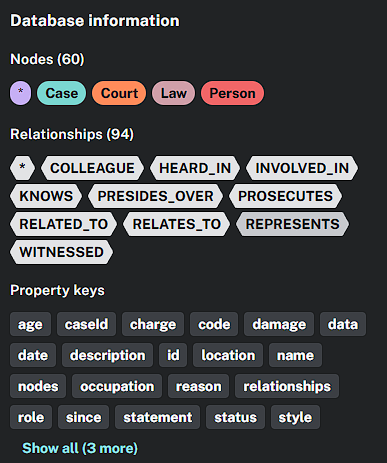 Database information
Nodes (60)
* Case Court Law Person
Relationships (94)
* COLLEAGUE HEARD_IN INVOLVED_IN
KNOWS PRESIDES_OVER PROSECUTES
RELATED_TO RELATES_TO REPRESENTS
WITNESSED
Property keys
age caseId charge code damage data
date description id location name
nodes occupation reason relationships
role since statement status style
Show all (3 more)